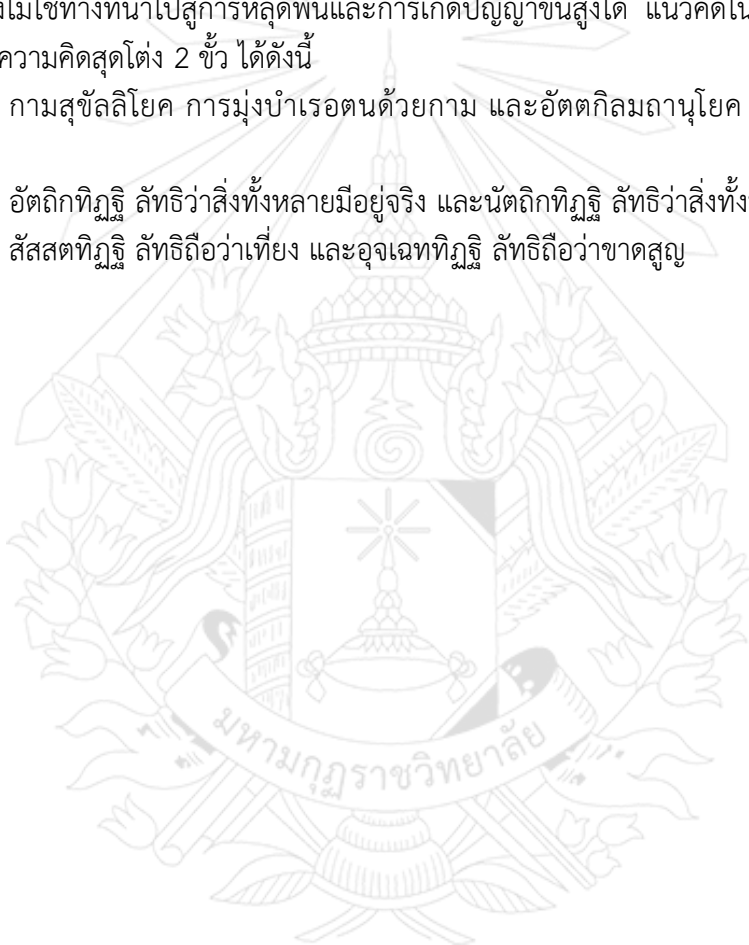 ไม่ใช่ทางที่นำไปสู่การหลุดพ้นและการเกิดปัญญาขั้นสูงได้ แนวคิดใน
ความคิดสุดโต่ง 2 ขั้ว ได้ดังนี้
กามสุขัลลิโยค การมุ่งบำเรอตนด้วยกาม และอัตตกิลมถานุโยค
อัตถิกทิฏฐิ ลัทธิว่าสิ่งทั้งหลายมีอยู่จริง และนัตถิกทิฏฐิ ลัทธิว่าสิ่งทั้ง
สัสสตทิฏฐิ ลัทธิถือว่าเที่ยง และอุจเฉททิฏฐิ ลัทธิถือว่าขาดสูญ
มหามกุฏราชวิทยาลัย